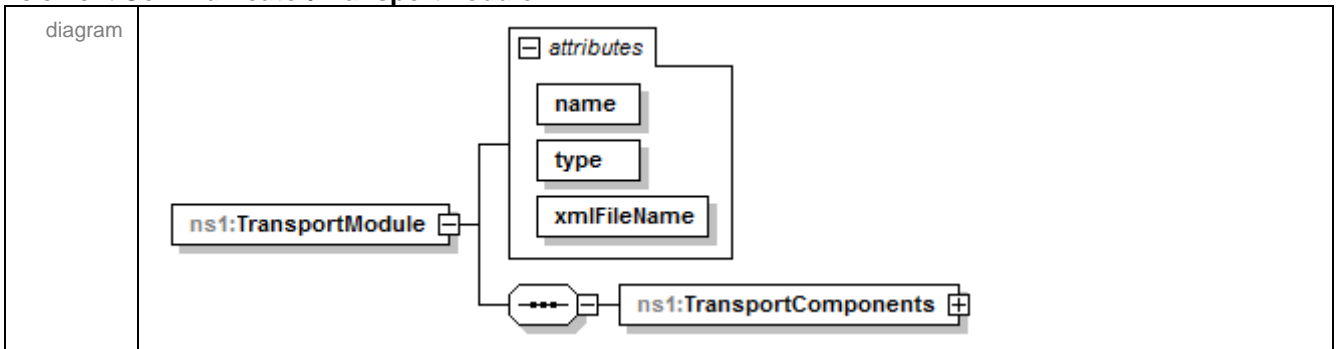 diagram
attributes
name
type
xmlFileName
ns1:TransportModule
ns1:TransportComponents